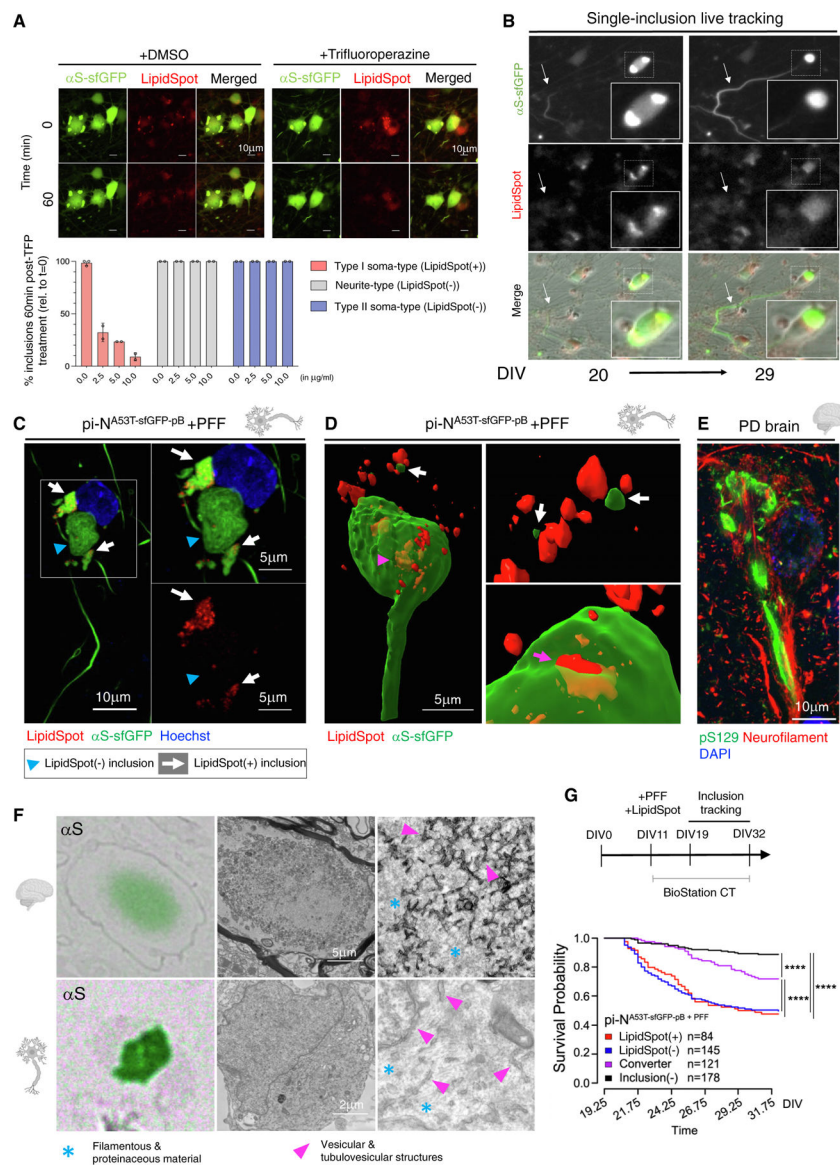 A
+DMSO
+Trifluoperazine
αS-sfGFP LipidSpot Merged
αS-sfGFP LipidSpot Merged
Time (min)
0
10μm
10μm
60
% inclusions 60min post-TFP
treatment (rel. to t=0)
100
50
0
0.0 2.5 5.0 10.0
0.0 2.5 5.0 10.0
0.0 2.5 5.0 10.0
(in μg/ml)
Type I soma-type (LipidSpot(+))
Neurite-type (LipidSpot(-))
Type II soma-type (LipidSpot(-))
B
Single-inclusion live tracking
αS-sfGFP
LipidSpot
Merge
DIV
20
29
C
pi-N^A53T-sfGFP-pB +PFF
5μm
10μm
5μm
LipidSpot αS-sfGFP Hoechst
LipidSpot(-) inclusion
LipidSpot(+) inclusion
D
pi-N^A53T-sfGFP-pB +PFF
5μm
LipidSpot αS-sfGFP
E
PD brain
10μm
pS129 Neurofilament
DAPI
F
αS
5μm
αS
2μm
* Filamentous &
proteinaceous material
Vesicular &
tubulovesicular structures
G
+PFF
+LipidSpot
Inclusion
tracking
DIV0
DIV11
DIV19
DIV32
BioStation CT
Survival Probability
1.0
0.8
0.6
0.4
0.2
0.0
****
****
****
pi-N^A53T-sfGFP-pB + PFF
LipidSpot(+) n=84
LipidSpot(-) n=145
Converter n=121
Inclusion(-) n=178
19.25
21.75
24.25
26.75
29.25
31.75
DIV
Time